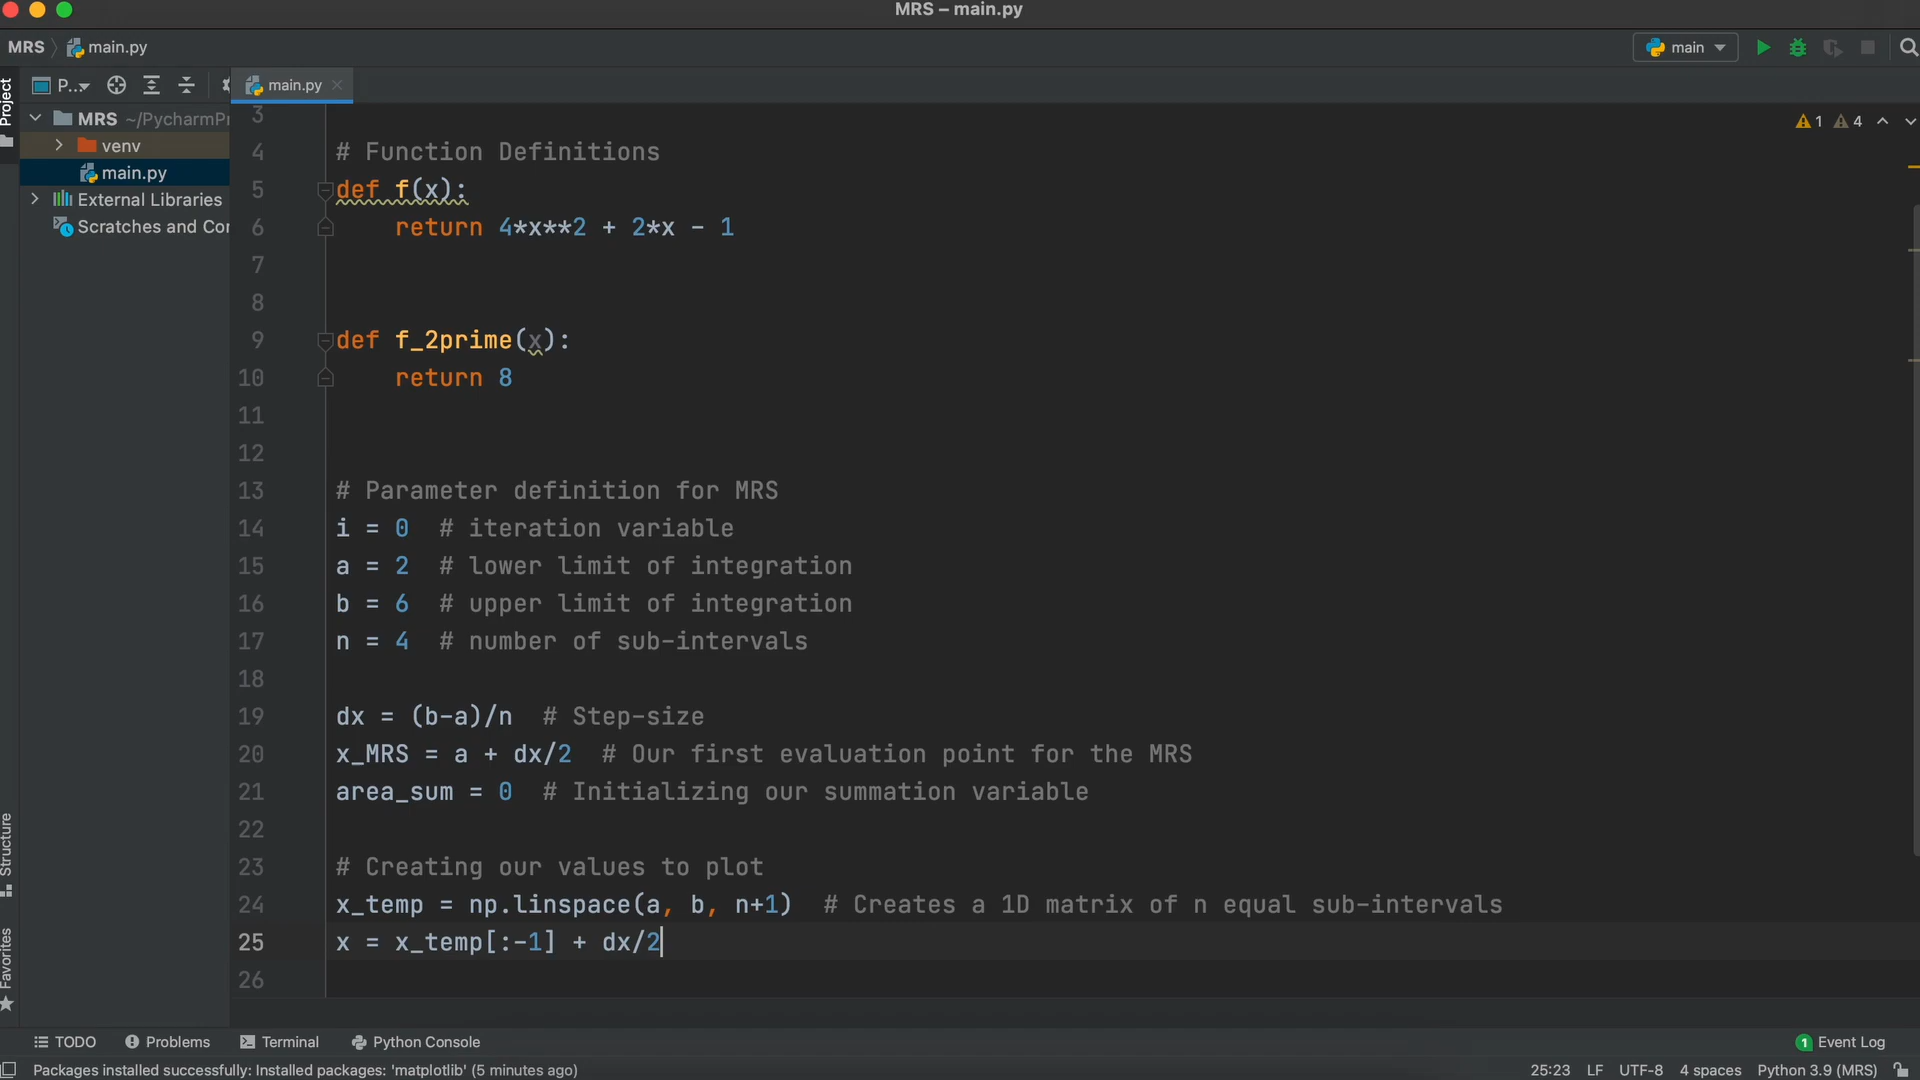 MRS – main.py
MRS main.py
main
Project
P...
main.py
MRS ~/PycharmPr
venv
main.py
External Libraries
Scratches and Cor
1 4
3
4 # Function Definitions
5 def f(x):
6 return 4*x**2 + 2*x - 1
7
8
9 def f_2prime(x):
10 return 8
11
12
13 # Parameter definition for MRS
14 i = 0 # iteration variable
15 a = 2 # lower limit of integration
16 b = 6 # upper limit of integration
17 n = 4 # number of sub-intervals
18
19 dx = (b-a)/n # Step-size
20 x_MRS = a + dx/2 # Our first evaluation point for the MRS
21 area_sum = 0 # Initializing our summation variable
22
23 # Creating our values to plot
24 x_temp = np.linspace(a, b, n+1) # Creates a 1D matrix of n equal sub-intervals
25 x = x_temp[:-1] + dx/2
26
Structure
Favorites
TODO Problems Terminal Python Console 1 Event Log
Packages installed successfully: Installed packages: 'matplotlib' (5 minutes ago) 25:23 LF UTF-8 4 spaces Python 3.9 (MRS)